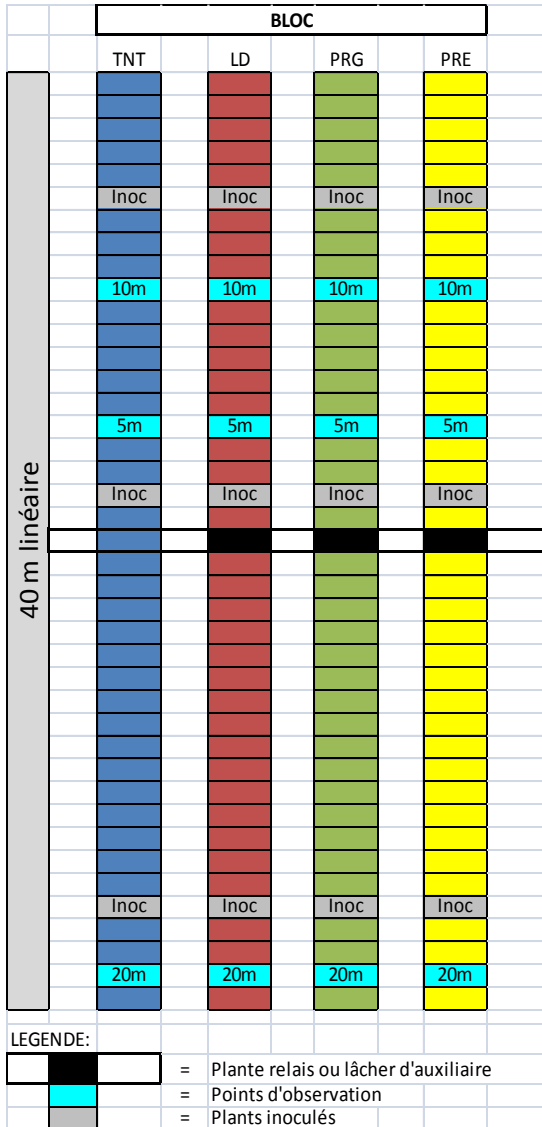 BLOC
TNT LD PRG PRE
Inoc Inoc Inoc Inoc
10m 10m 10m 10m
5m 5m 5m 5m
Inoc Inoc Inoc Inoc
40 m linéaire
Inoc Inoc Inoc Inoc
20m 20m 20m 20m
LEGENDE:
= Plante relais ou lâcher d'auxiliaire
= Points d'observation
= Plants inoculés